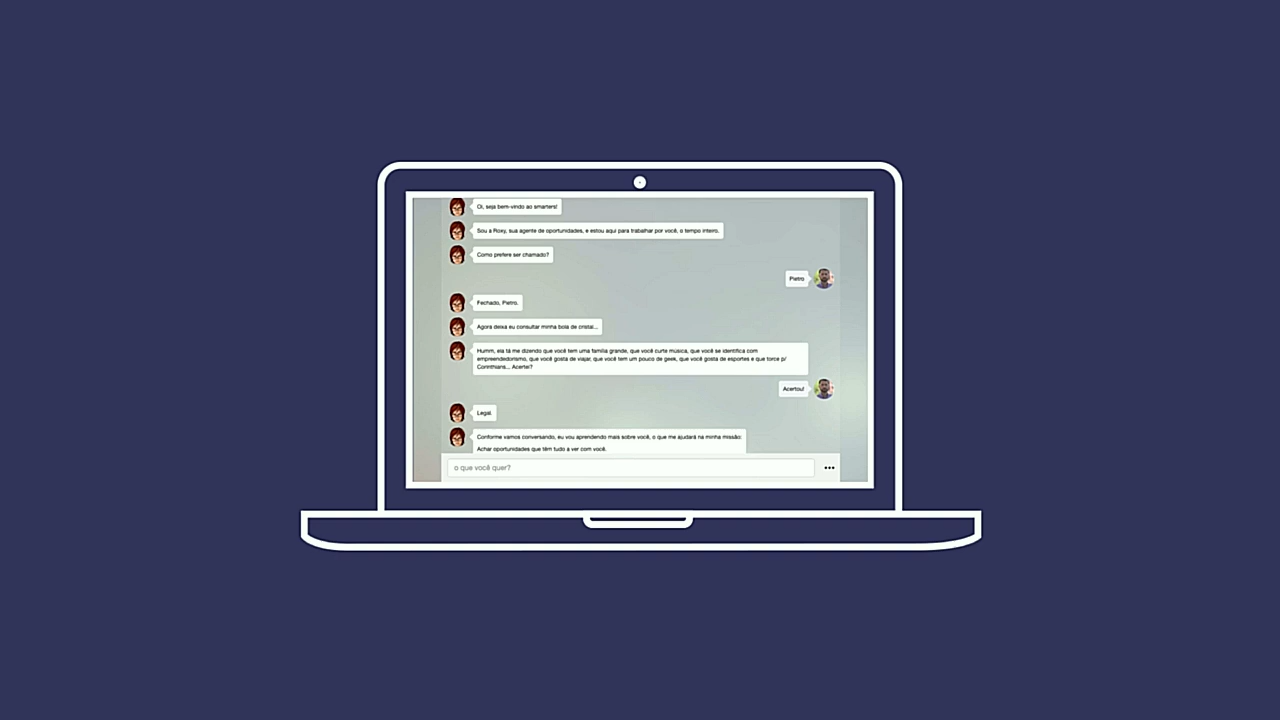 Oi, seja bem-vindo ao smarters!
Sou a Roxy, sua agente de oportunidades, e estou aqui para trabalhar por você, o tempo inteiro.
Como prefere ser chamado?
Pietro
Fechado, Pietro.
Agora deixa eu consultar minha bola de cristal...
Humm, ela tá me dizendo que você tem uma família grande, que você curte música, que você se identifica com
empreendedorismo, que você gosta de viajar, que você tem um pouco de geek, que você gosta de esportes e que torce p/
Corinthians... Acertei?
Acertou!
Legal.
Conforme vamos conversando, eu vou aprendendo mais sobre você, o que me ajudará na minha missão:
Achar oportunidades que têm tudo a ver com você.
o que você quer?